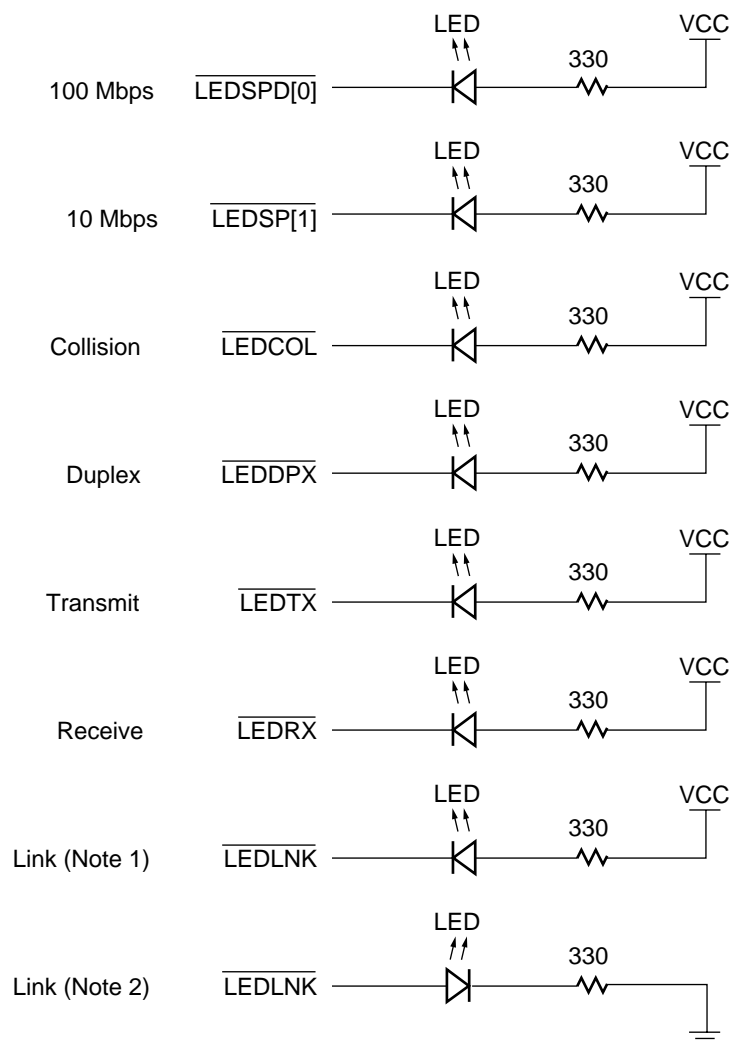 LED VCC
330
100 Mbps LEDSPD[0]
LED VCC
330
10 Mbps LEDSP[1]
LED VCC
330
Collision LEDCOL
LED VCC
330
Duplex LEDDPX
LED VCC
330
Transmit LEDTX
LED VCC
330
Receive LEDRX
LED VCC
330
Link (Note 1) LEDLNK
LED
330
Link (Note 2) LEDLNK